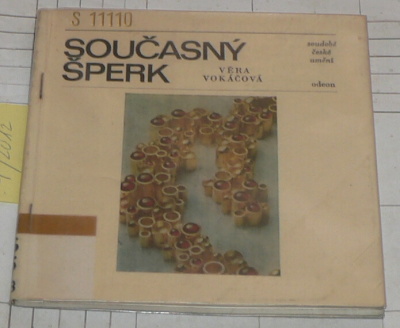 S 11110
SOUČASNÝ
ŠPERK
VĚRA
VOKÁČOVÁ
soudobé
české
umění
odeon